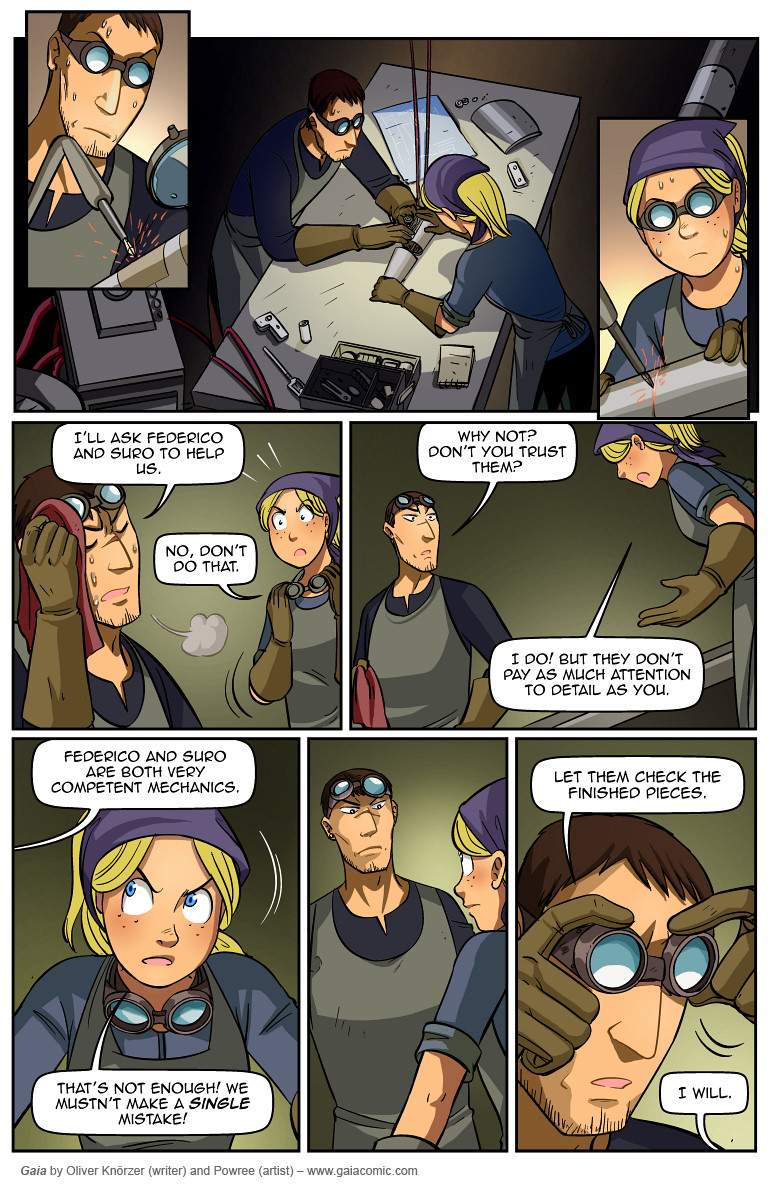 I'LL ASK FEDERICO
AND SURO TO HELP
US.
NO, DON'T
DO THAT.
WHY NOT?
DON'T YOU TRUST
THEM?
I DO! BUT THEY DON'T
PAY AS MUCH ATTENTION
TO DETAIL AS YOU.
FEDERICO AND SURO
ARE BOTH VERY
COMPETENT MECHANICS.
THAT'S NOT ENOUGH! WE
MUSTN'T MAKE A SINGLE
MISTAKE!
LET THEM CHECK THE
FINISHED PIECES.
I WILL.
Gaia by Oliver Knörzer (writer) and Powree (artist) – www.gaiacomic.com